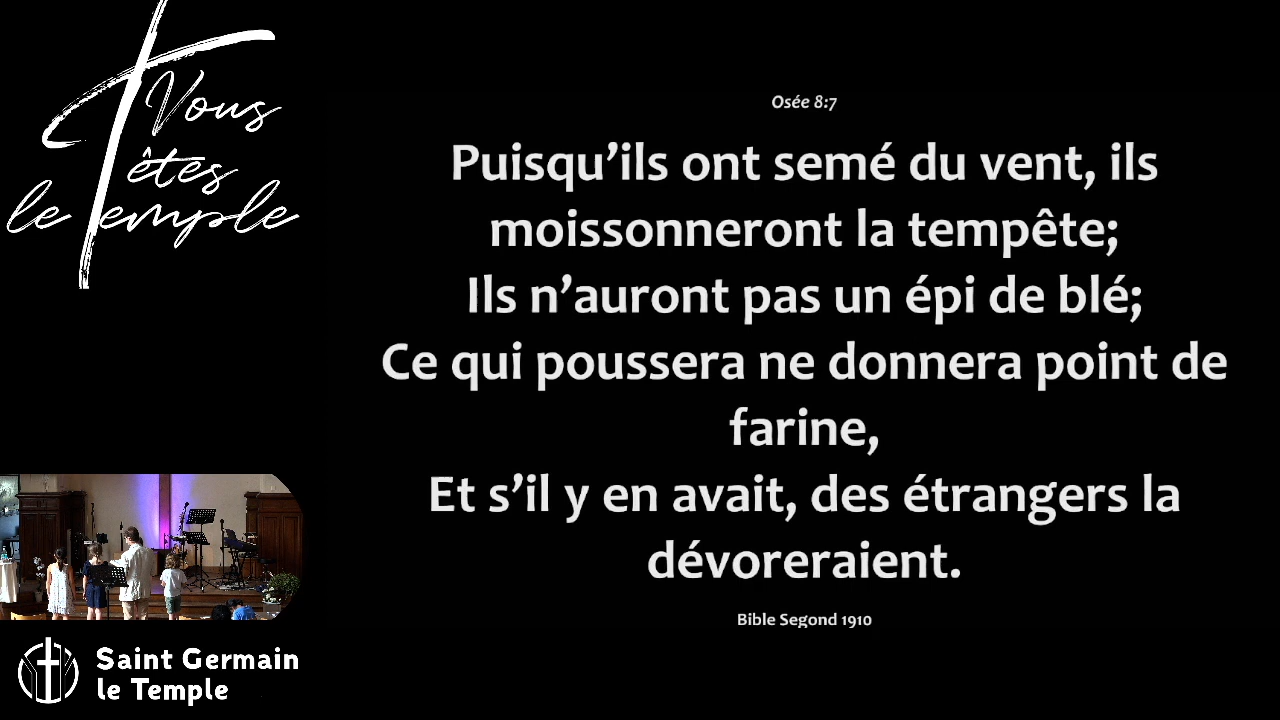 Vous
êtes
le Temple
Osée 8:7
Puisqu’ils ont semé du vent, ils
moissonneront la tempête;
Ils n’auront pas un épi de blé;
Ce qui poussera ne donnera point de
farine,
Et s’il y en avait, des étrangers la
dévoreraient.
Bible Segond 1910
Saint Germain
le Temple